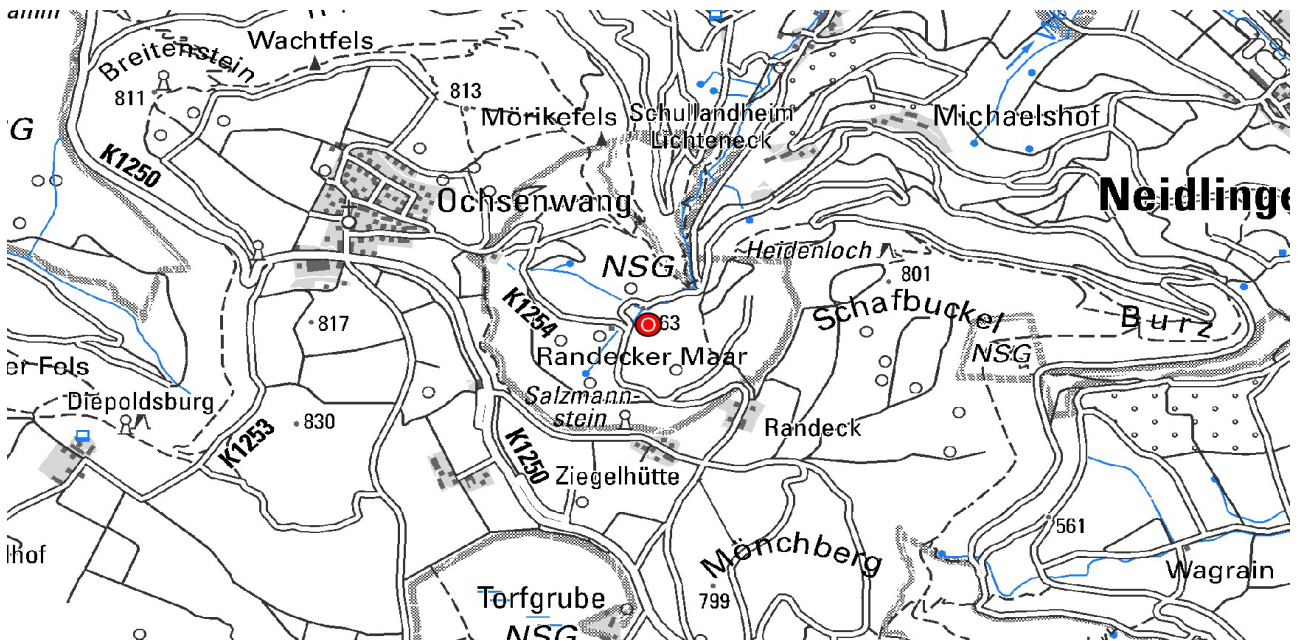 Wachtfels
Breitenstein
811
813
Mörikefels
Schullandheim
Lichteneck
Michaelshof
G
K1250
Ochsenwang
Neidlinge
Heidenloch
NSG
801
K1254
63
Schafbuckel
Burz
817
Randecker Maar
NSG
er Fels
Diepoldsburg
Salzmann-
stein
830
K1253
Randeck
K1250
Ziegelhütte
561
lhof
Mönchberg
Wagrain
Torfgrube
799
NSG